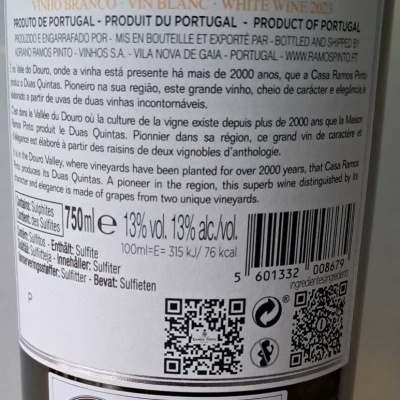 VINHO BRANCO - VIN BLANC - WHITE WINE 2023
PRODUTO DE PORTUGAL - PRODUIT DU PORTUGAL - PRODUCT OF PORTUGAL
PRODUZIDO E ENGARRAFADO POR - MIS EN BOUTEILLE ET EXPORTÉ PAR - BOTTLED AND SHIPPED BY
ADRIANO RAMOS PINTO - VINHOS S.A. - VILA NOVA DE GAIA - PORTUGAL - WWW.RAMOSPINTO.PT
É no Vale do Douro, onde a vinha está presente há mais de 2000 anos, que a Casa Ramos Pinto
produz o Duas Quintas. Pioneiro na sua região, este grande vinho, cheio de carácter e elegância, é
elaborado a partir de uvas de duas vinhas incontornáveis.
C'est dans la Vallée du Douro où la culture de la vigne existe depuis plus de 2000 ans que la Maison
Ramos Pinto produit le Duas Quintas. Pionnier dans sa région, ce grand vin de caractère et
d'élégance est élaboré à partir des raisins de deux vignobles d'anthologie.
It is in the Douro Valley, where vineyards have been planted for over 2000 years, that Casa Ramos
Pinto produces its Duas Quintas. A pioneer in the region, this superb wine distinguished by its
character and elegance is made of grapes from two unique vineyards.
Contains: Sulphites
Contient: des Sulfites
750ml e 13% vol. 13% alc./vol.
100ml=E= 315 kJ/ 76 kcal
Contém: Sulfitos - Enthält: Sulfite
Sisältää: Sulfiitteja - Innehåller: Sulfiter
Konserveringsstoffer: Sulfitter - Bevat: Sulfieten
5 601332 008679
ingredientes|ingredients
P
®